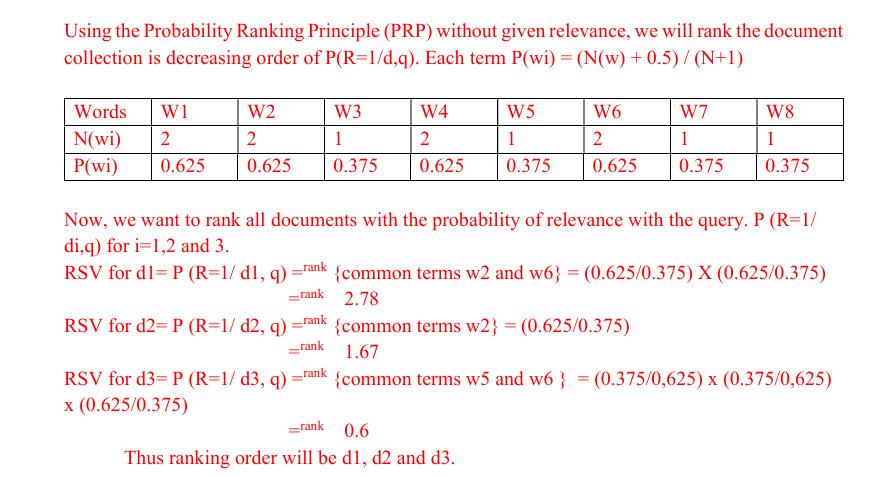 Using the Probability Ranking Principle (PRP) without given relevance, we will rank the document
collection is decreasing order of P(R=1/d,q). Each term P(wi) = (N(w) + 0.5) / (N+1)
Words W1 W2 W3 W4 W5 W6 W7 W8
N(wi) 2 2 1 2 1 2 1 1
P(wi) 0.625 0.625 0.375 0.625 0.375 0.625 0.375 0.375
Now, we want to rank all documents with the probability of relevance with the query. P (R=1/
di,q) for i=1,2 and 3.
RSV for d1= P (R=1/ d1, q) =rank {common terms w2 and w6} = (0.625/0.375) X (0.625/0.375)
=rank 2.78
RSV for d2= P (R=1/ d2, q) =rank {common terms w2} = (0.625/0.375)
=rank 1.67
RSV for d3= P (R=1/ d3, q) =rank {common terms w5 and w6 } = (0.375/0,625) x (0.375/0,625)
x (0.625/0.375)
=rank 0.6
Thus ranking order will be d1, d2 and d3.